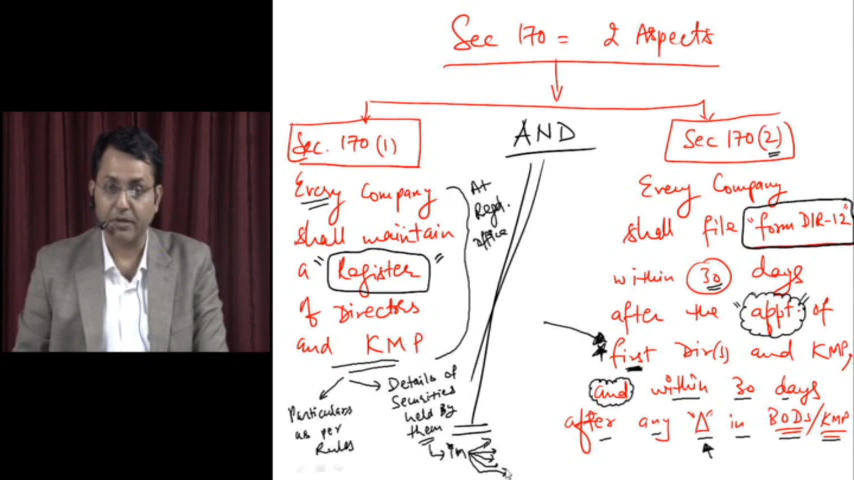 Sec 170 = 2 Aspects
Sec. 170 (1)
Every Company
shall maintain
a "Register"
of Directors
and KMP
At
Regd.
office
Particulars
as per
Rules
Details of
Securities
held By
them
in
AND
Sec 170 (2)
Every Company
shall file "form DIR-12"
within 30 days
after the "appt." of
* first Dir(s) and KMP,
and within 30 days
after any "Δ" in BODs/KMP